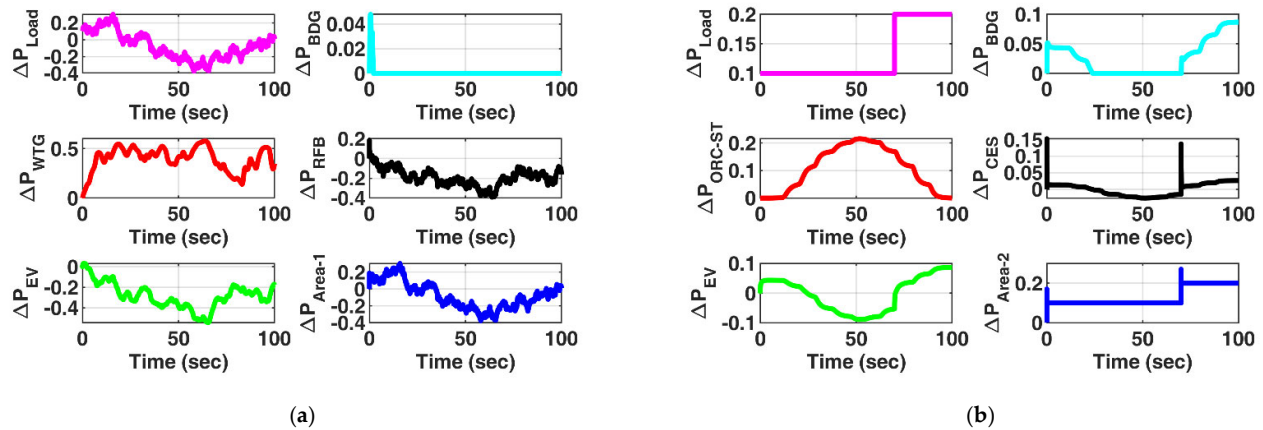 ΔP_Load
0.2
0
-0.2
-0.4
0 50 100
Time (sec)
ΔP_BDG
0.04
0.02
0
0 50 100
Time (sec)
ΔP_WTG
0.5
0
0 50 100
Time (sec)
ΔP_RFB
0.2
0
-0.2
-0.4
0 50 100
Time (sec)
ΔP_EV
0
-0.2
-0.4
0 50 100
Time (sec)
ΔP_Area-1
0.2
0
-0.2
-0.4
0 50 100
Time (sec)
(a)
ΔP_Load
0.2
0.15
0.1
0 50 100
Time (sec)
ΔP_BDG
0.1
0.05
0
0 50 100
Time (sec)
ΔP_ORC-ST
0.2
0.1
0
0 50 100
Time (sec)
ΔP_CES
0.15
0.1
0.05
0
0 50 100
Time (sec)
ΔP_EV
0.1
0
-0.1
0 50 100
Time (sec)
ΔP_Area-2
0.2
0
0 50 100
Time (sec)
(b)